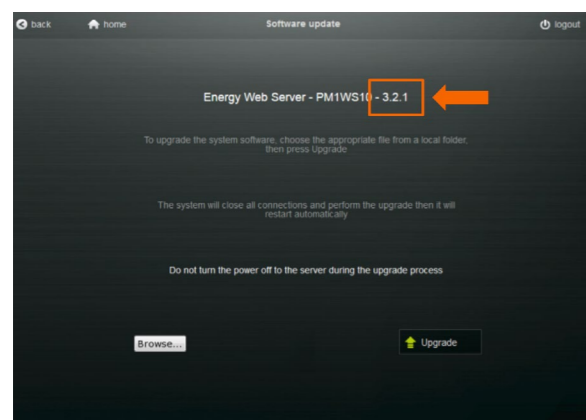 back home Software update logout
Energy Web Server - PM1WS10 - 3.2.1
To upgrade the system software, choose the appropriate file from a local folder,
then press Upgrade
The system will close all connections and perform the upgrade then it will
restart automatically
Do not turn the power off to the server during the upgrade process
Browse... Upgrade